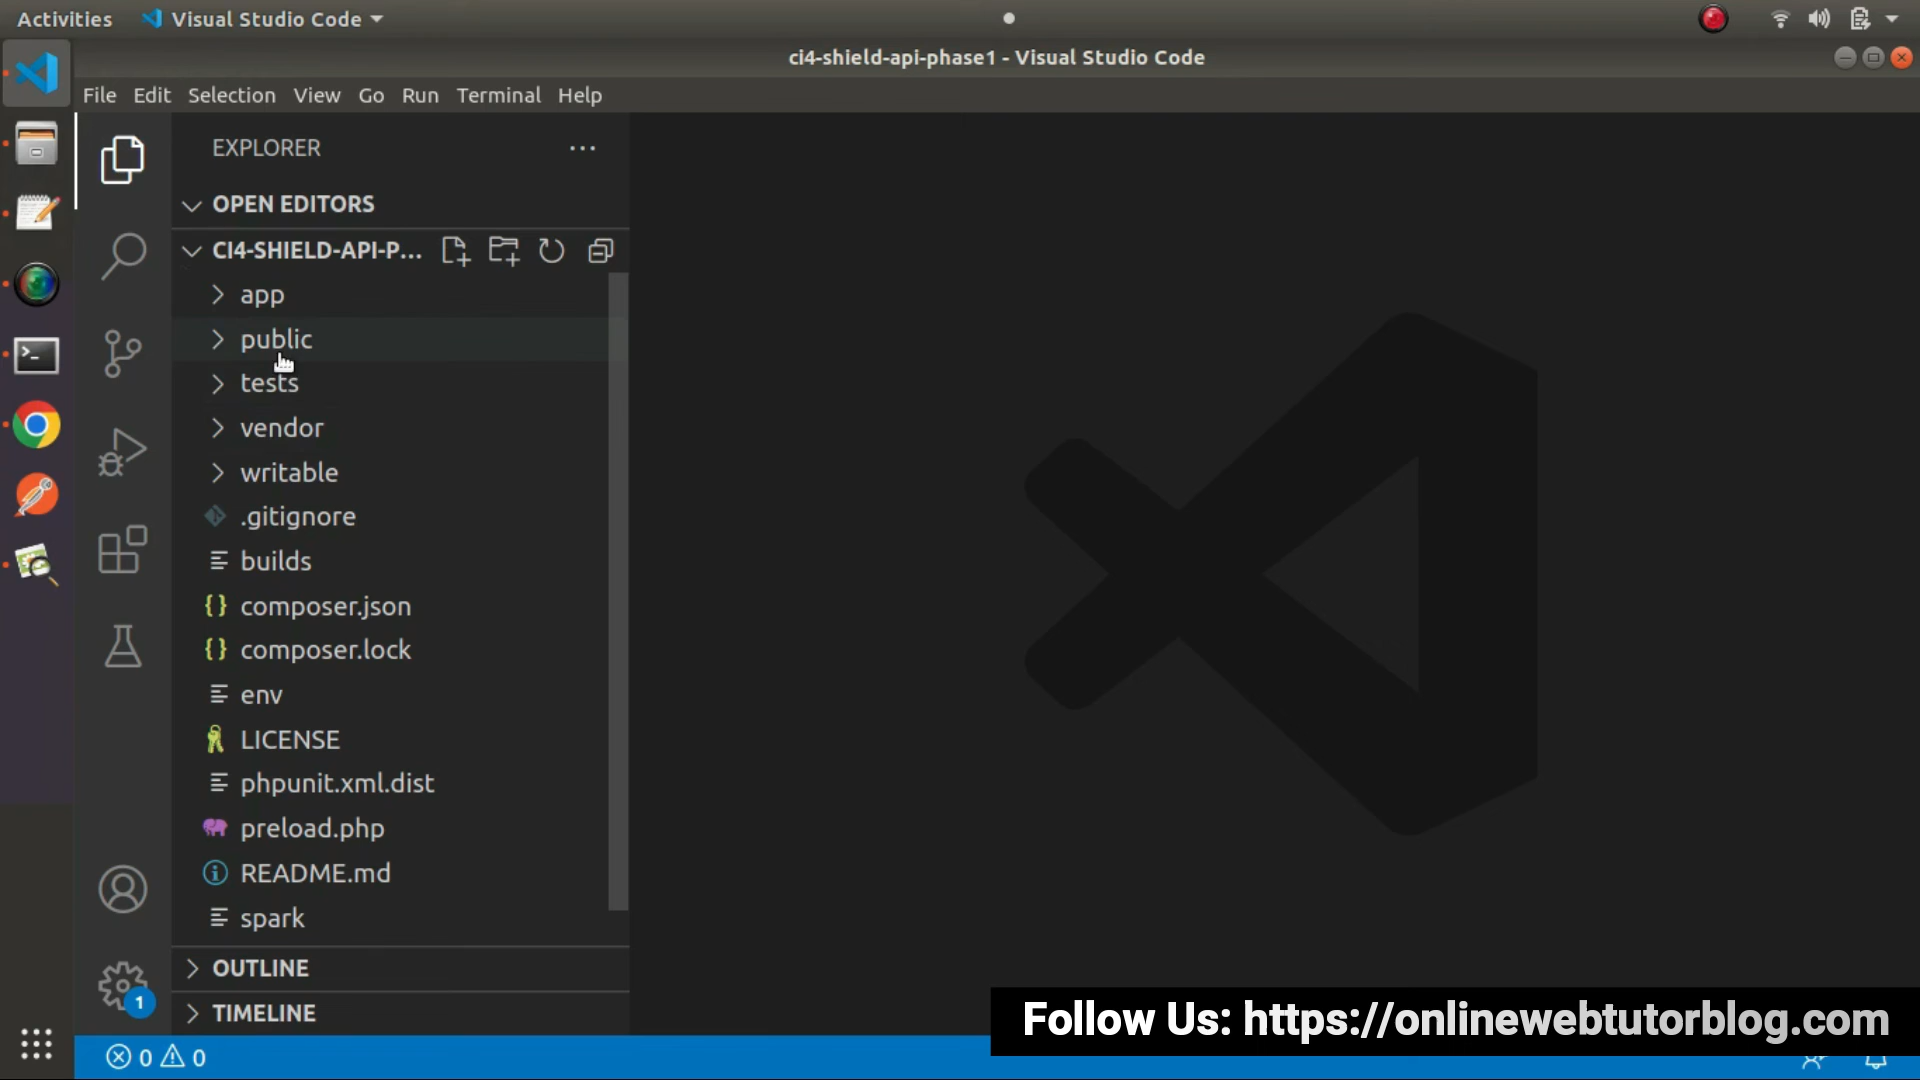 Activities
Visual Studio Code
ci4-shield-api-phase1 - Visual Studio Code
File Edit Selection View Go Run Terminal Help
EXPLORER
OPEN EDITORS
CI4-SHIELD-API-P...
app
public
tests
vendor
writable
.gitignore
builds
composer.json
composer.lock
env
LICENSE
phpunit.xml.dist
preload.php
README.md
spark
OUTLINE
1
TIMELINE
Follow Us: https://onlinewebtutorblog.com
0 0